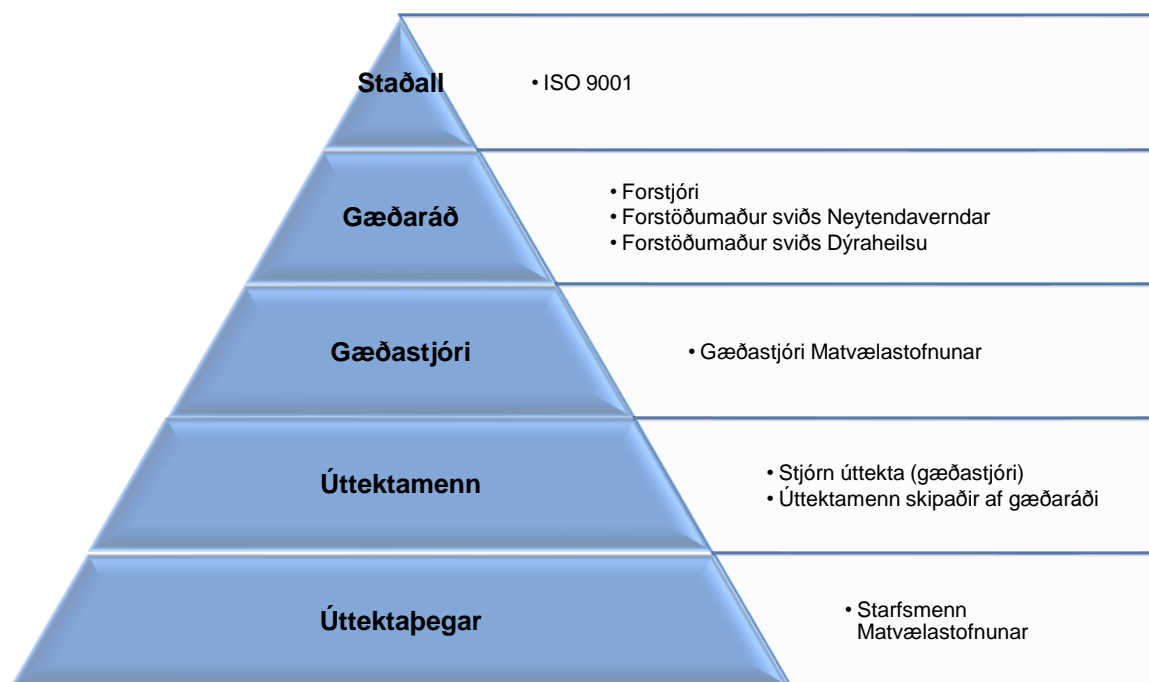 Staðall
• ISO 9001
Gæðaráð
• Forstjóri
• Forstöðumaður sviðs Neytendaverndar
• Forstöðumaður sviðs Dýraheilsu
Gæðastjóri
• Gæðastjóri Matvælastofnunar
Úttektamenn
• Stjórn úttekta (gæðastjóri)
• Úttektamenn skipaðir af gæðaráði
Úttektaþegar
• Starfsmenn
Matvælastofnunar